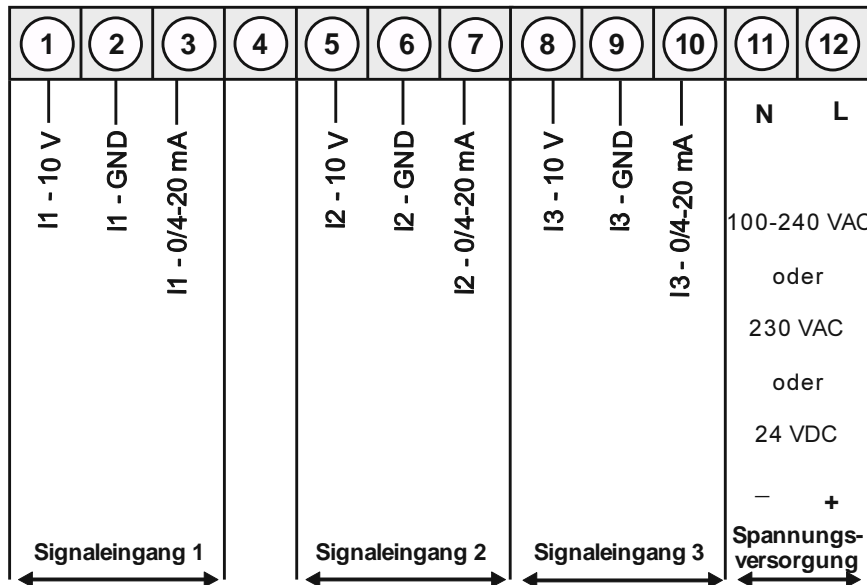 1 2 3 4 5 6 7 8 9 10 11 12
I1 - 10 V
I1 - GND
I1 - 0/4-20 mA
I2 - 10 V
I2 - GND
I2 - 0/4-20 mA
I3 - 10 V
I3 - GND
I3 - 0/4-20 mA
N L
100-240 VAC
oder
230 VAC
oder
24 VDC
– +
Signaleingang 1
Signaleingang 2
Signaleingang 3
Spannungs-
versorgung